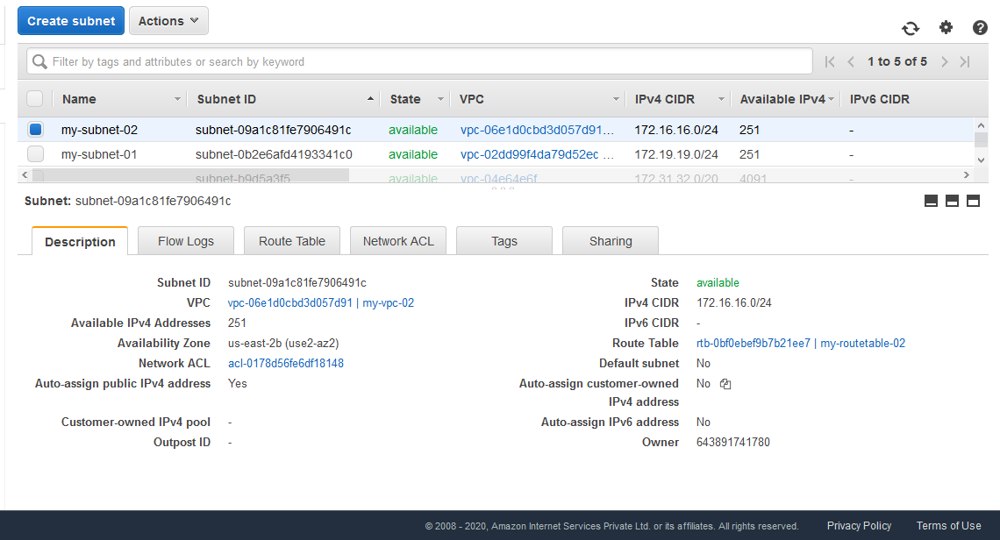 Create subnet Actions
Filter by tags and attributes or search by keyword 1 to 5 of 5
Name Subnet ID State VPC IPv4 CIDR Available IPv4 IPv6 CIDR
my-subnet-02 subnet-09a1c81fe7906491c available vpc-06e1d0cbd3d057d91... 172.16.16.0/24 251 -
my-subnet-01 subnet-0b2e6afd4193341c0 available vpc-02dd99f4da79d52ec ... 172.19.19.0/24 251 -
subnet-b9d5a3f5 available vpc-04e64e6f 172.31.32.0/20 4091 -
Subnet: subnet-09a1c81fe7906491c
Description Flow Logs Route Table Network ACL Tags Sharing
Subnet ID subnet-09a1c81fe7906491c State available
VPC vpc-06e1d0cbd3d057d91 | my-vpc-02 IPv4 CIDR 172.16.16.0/24
Available IPv4 Addresses 251 IPv6 CIDR -
Availability Zone us-east-2b (use2-az2) Route Table rtb-0bf0ebef9b7b21ee7 | my-routetable-02
Network ACL acl-0178d56fe6df18148 Default subnet No
Auto-assign public IPv4 address Yes Auto-assign customer-owned No
IPv4 address
Customer-owned IPv4 pool - Auto-assign IPv6 address No
Outpost ID - Owner 643891741780
© 2008 - 2020, Amazon Internet Services Private Ltd. or its affiliates. All rights reserved. Privacy Policy Terms of Use